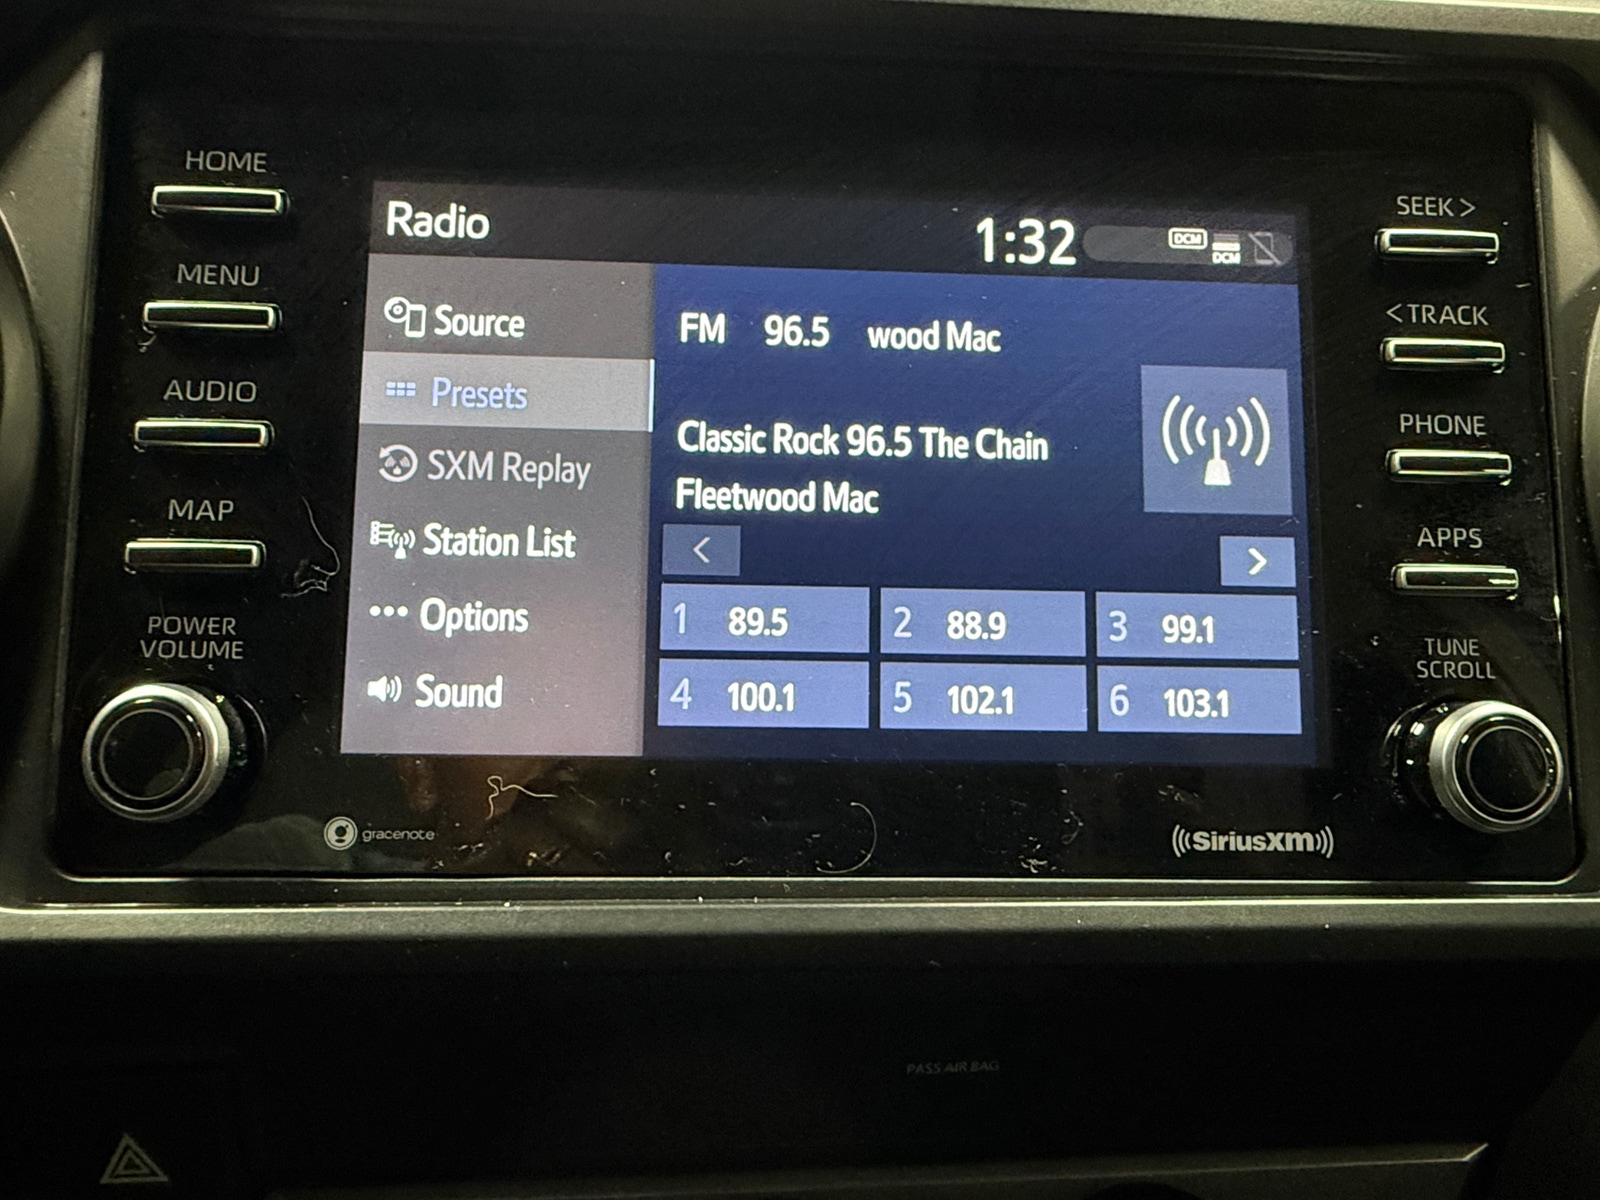 HOME
MENU
AUDIO
MAP
POWER
VOLUME
Radio
1:32
DCM
DCM
Source
Presets
SXM Replay
Station List
Options
Sound
FM 96.5 wood Mac
Classic Rock 96.5 The Chain
Fleetwood Mac
<
>
1 89.5
2 88.9
3 99.1
4 100.1
5 102.1
6 103.1
SEEK >
< TRACK
PHONE
APPS
TUNE
SCROLL
gracenote
((SiriusXM))
PASS AIR BAG